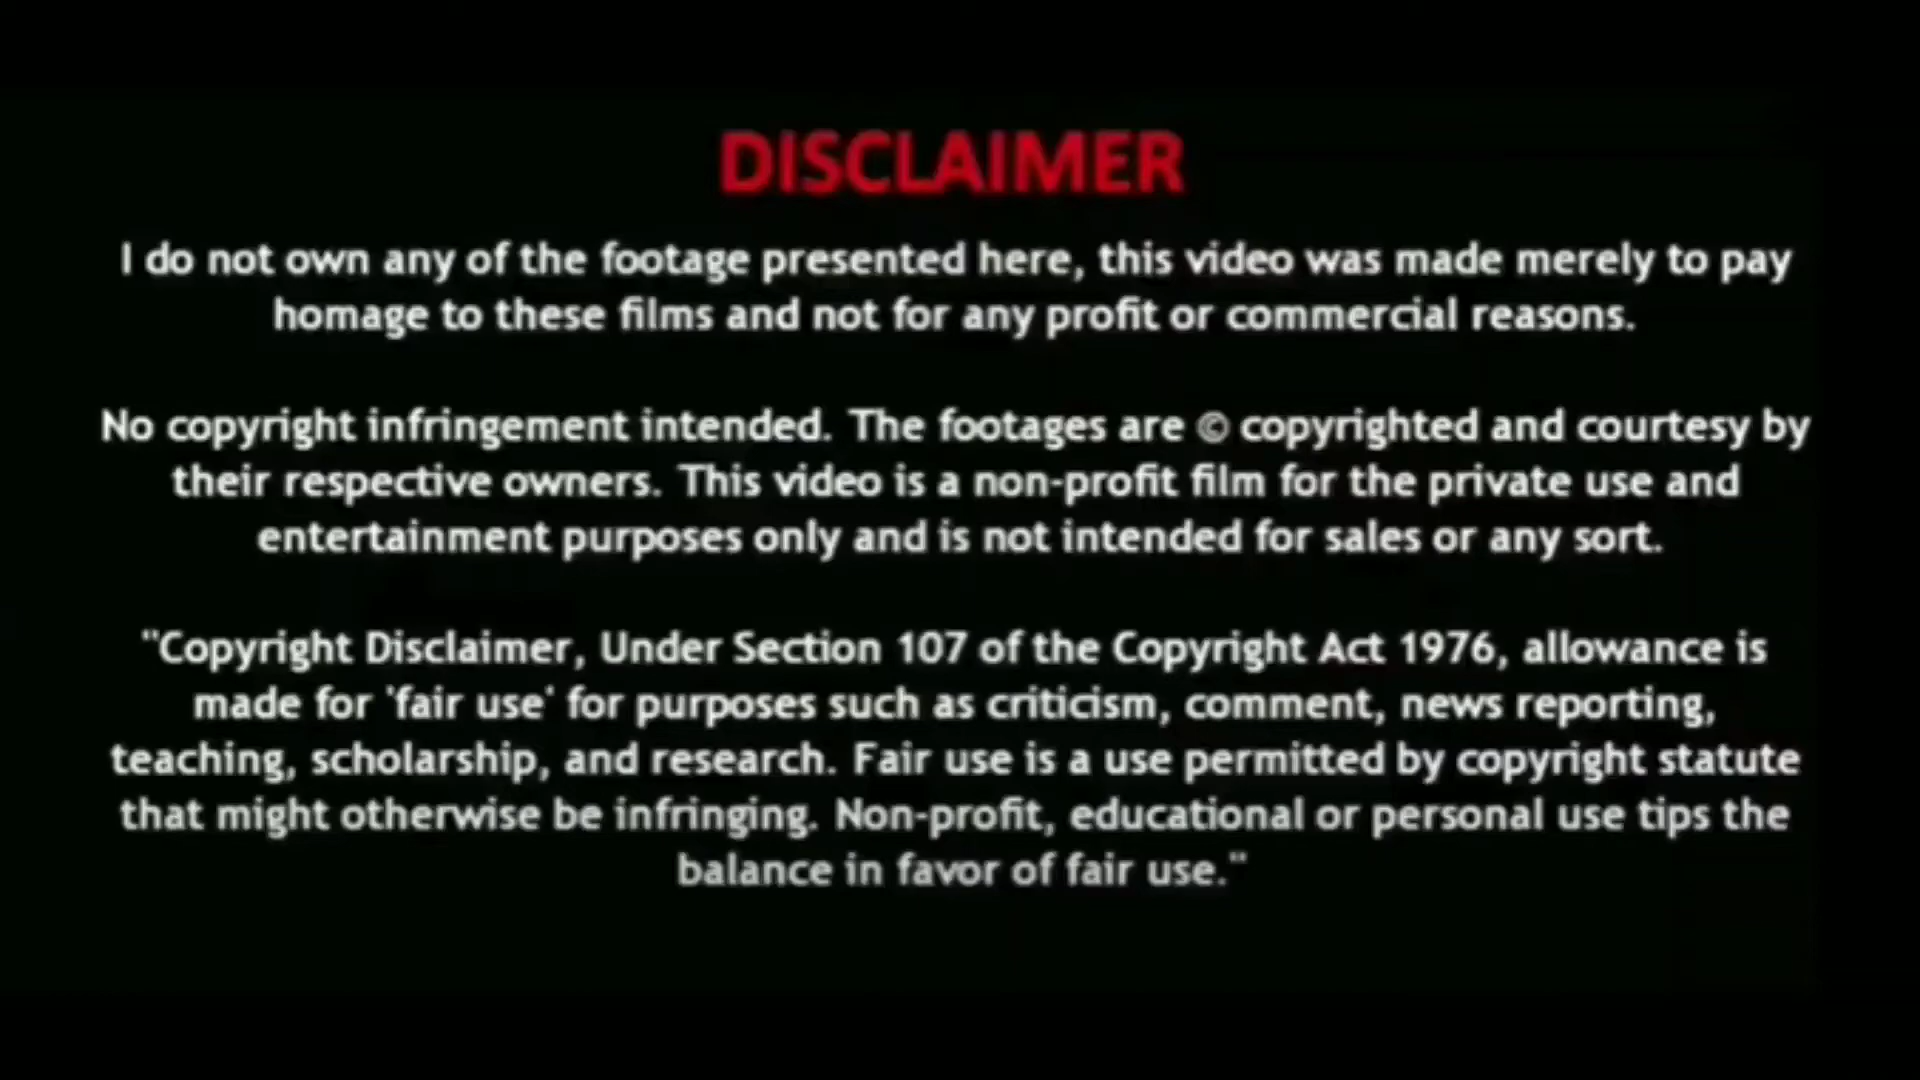 DISCLAIMER
I do not own any of the footage presented here, this video was made merely to pay
homage to these films and not for any profit or commercial reasons.
No copyright infringement intended. The footages are © copyrighted and courtesy by
their respective owners. This video is a non-profit film for the private use and
entertainment purposes only and is not intended for sales or any sort.
"Copyright Disclaimer, Under Section 107 of the Copyright Act 1976, allowance is
made for 'fair use' for purposes such as criticism, comment, news reporting,
teaching, scholarship, and research. Fair use is a use permitted by copyright statute
that might otherwise be infringing. Non-profit, educational or personal use tips the
balance in favor of fair use."